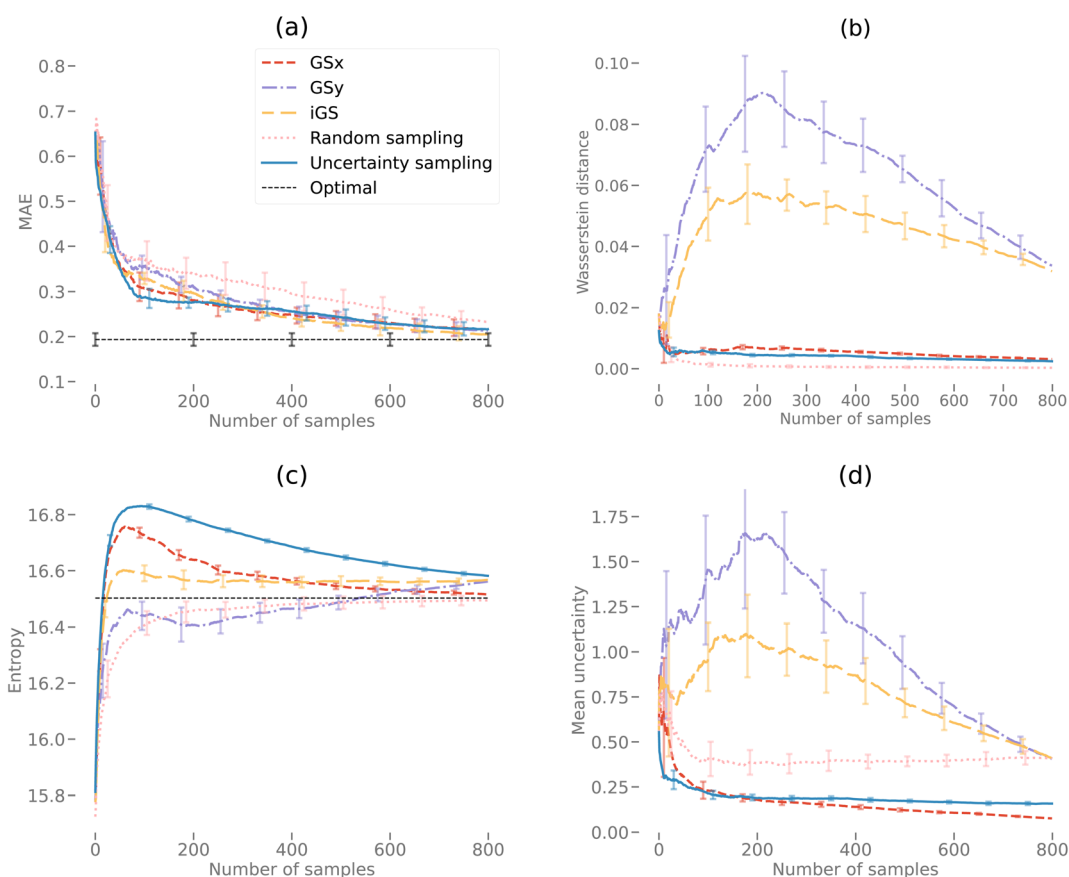 (a)
0.8
0.7
0.6
0.5
0.4
0.3
0.2
0.1
MAE
0 200 400 600 800
Number of samples
GSx
GSy
iGS
Random sampling
Uncertainty sampling
Optimal
(b)
0.10
0.08
0.06
0.04
0.02
0.00
Wasserstein distance
0 100 200 300 400 500 600 700 800
Number of samples
(c)
16.8
16.6
16.4
16.2
16.0
15.8
Entropy
0 200 400 600 800
Number of samples
(d)
1.75
1.50
1.25
1.00
0.75
0.50
0.25
0.00
Mean uncertainty
0 200 400 600 800
Number of samples